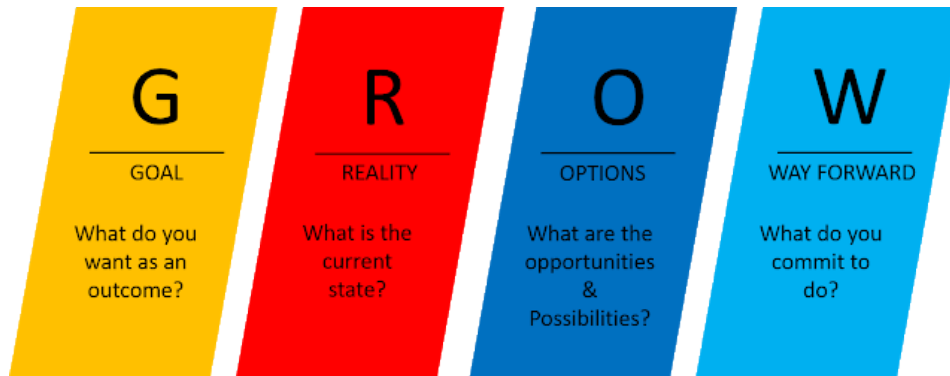 G
GOAL
What do you
want as an
outcome?
R
REALITY
What is the
current
state?
O
OPTIONS
What are the
opportunities
&
Possibilities?
W
WAY FORWARD
What do you
commit to
do?